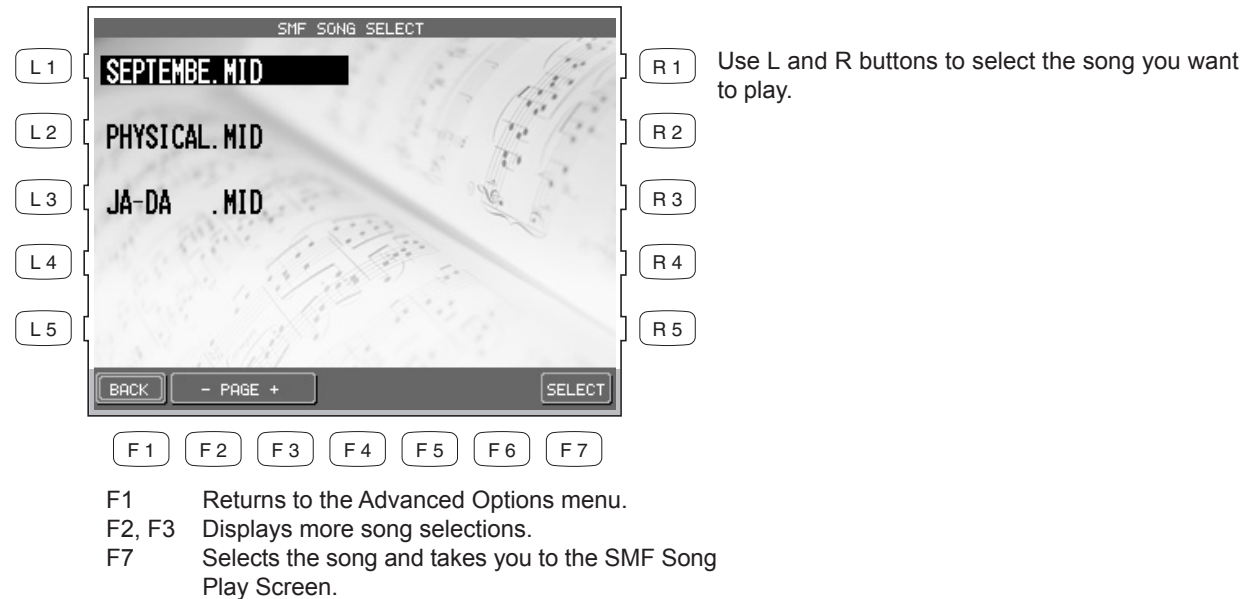 SMF SONG SELECT
L 1
SEPTEMBE.MID
R 1
Use L and R buttons to select the song you want
to play.
L 2
PHYSICAL.MID
R 2
L 3
JA-DA .MID
R 3
L 4
R 4
L 5
R 5
BACK - PAGE + SELECT
F 1 F 2 F 3 F 4 F 5 F 6 F 7
F1 Returns to the Advanced Options menu.
F2, F3 Displays more song selections.
F7 Selects the song and takes you to the SMF Song
Play Screen.